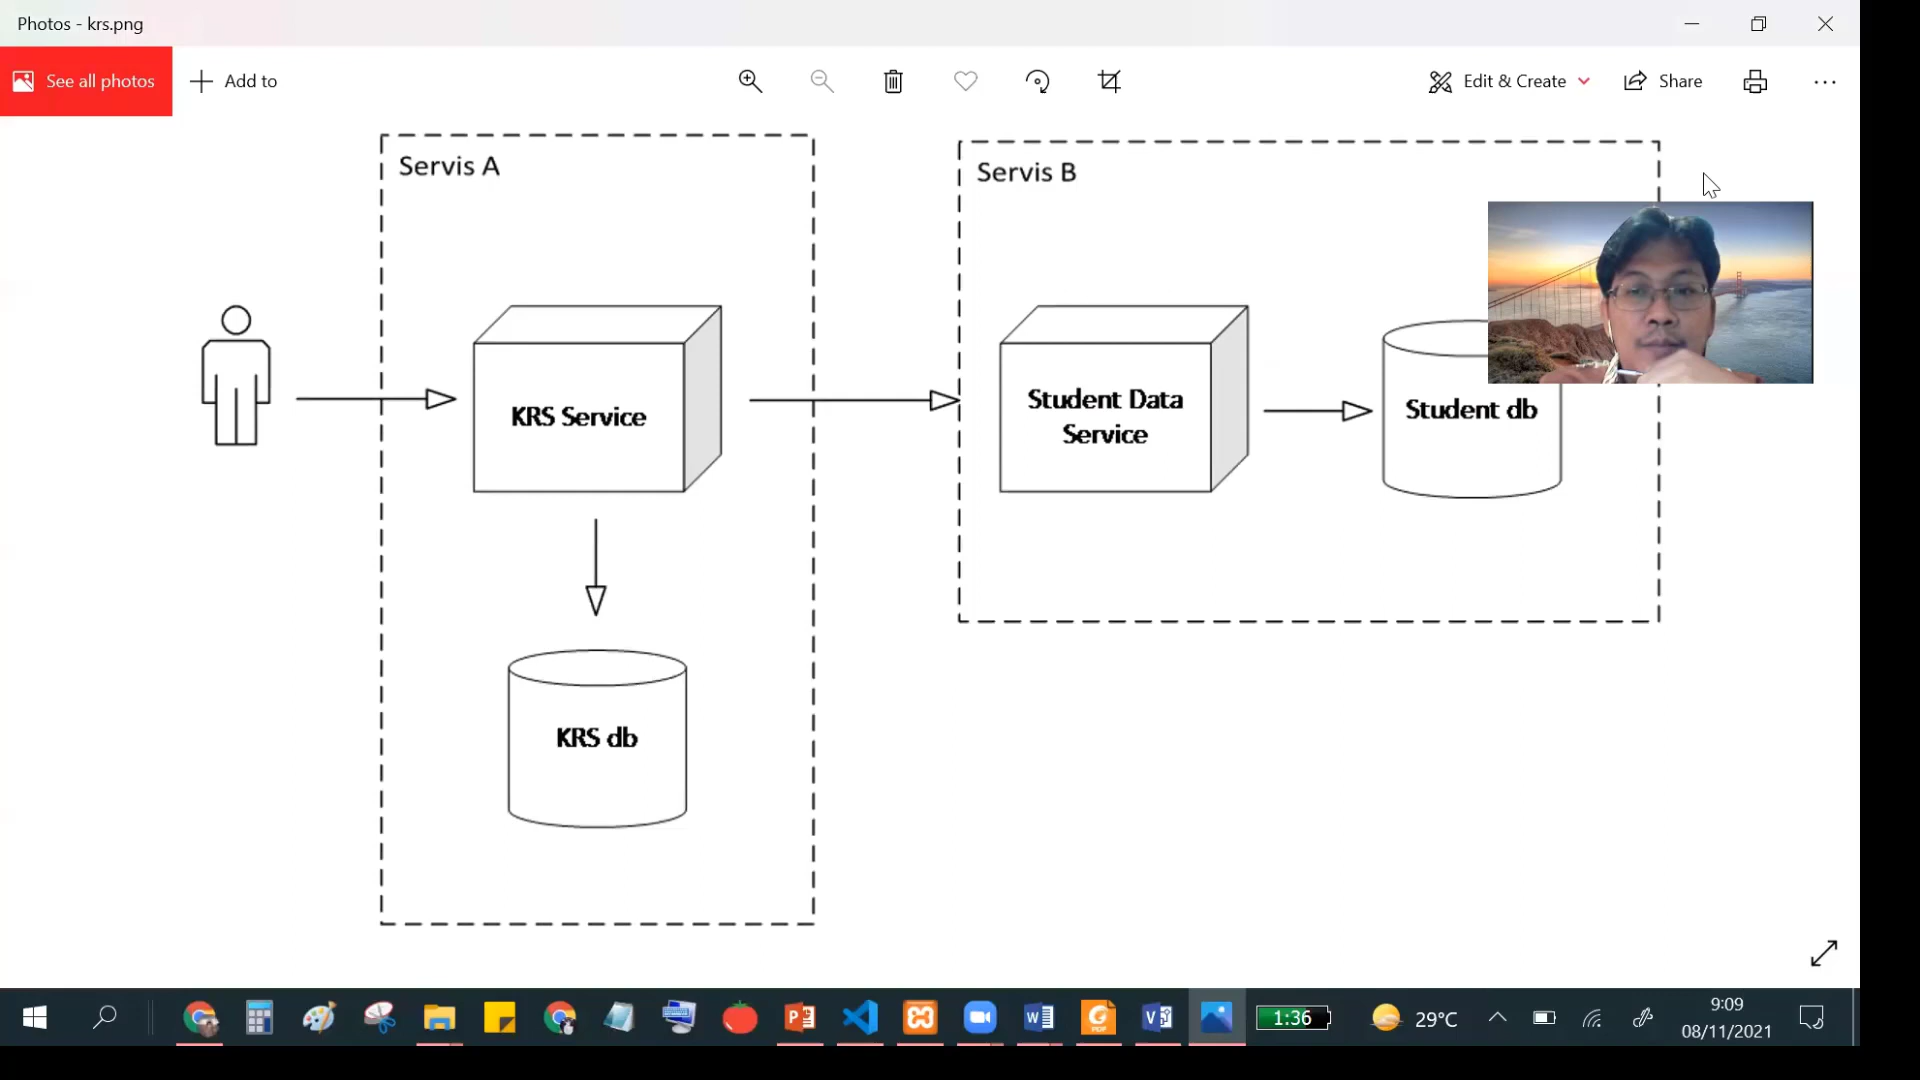 Photos - krs.png
See all photos
Add to
Edit & Create
Share
Servis A
Servis B
KRS Service
Student Data
Service
Student db
KRS db
1:36
29°C
9:09
08/11/2021